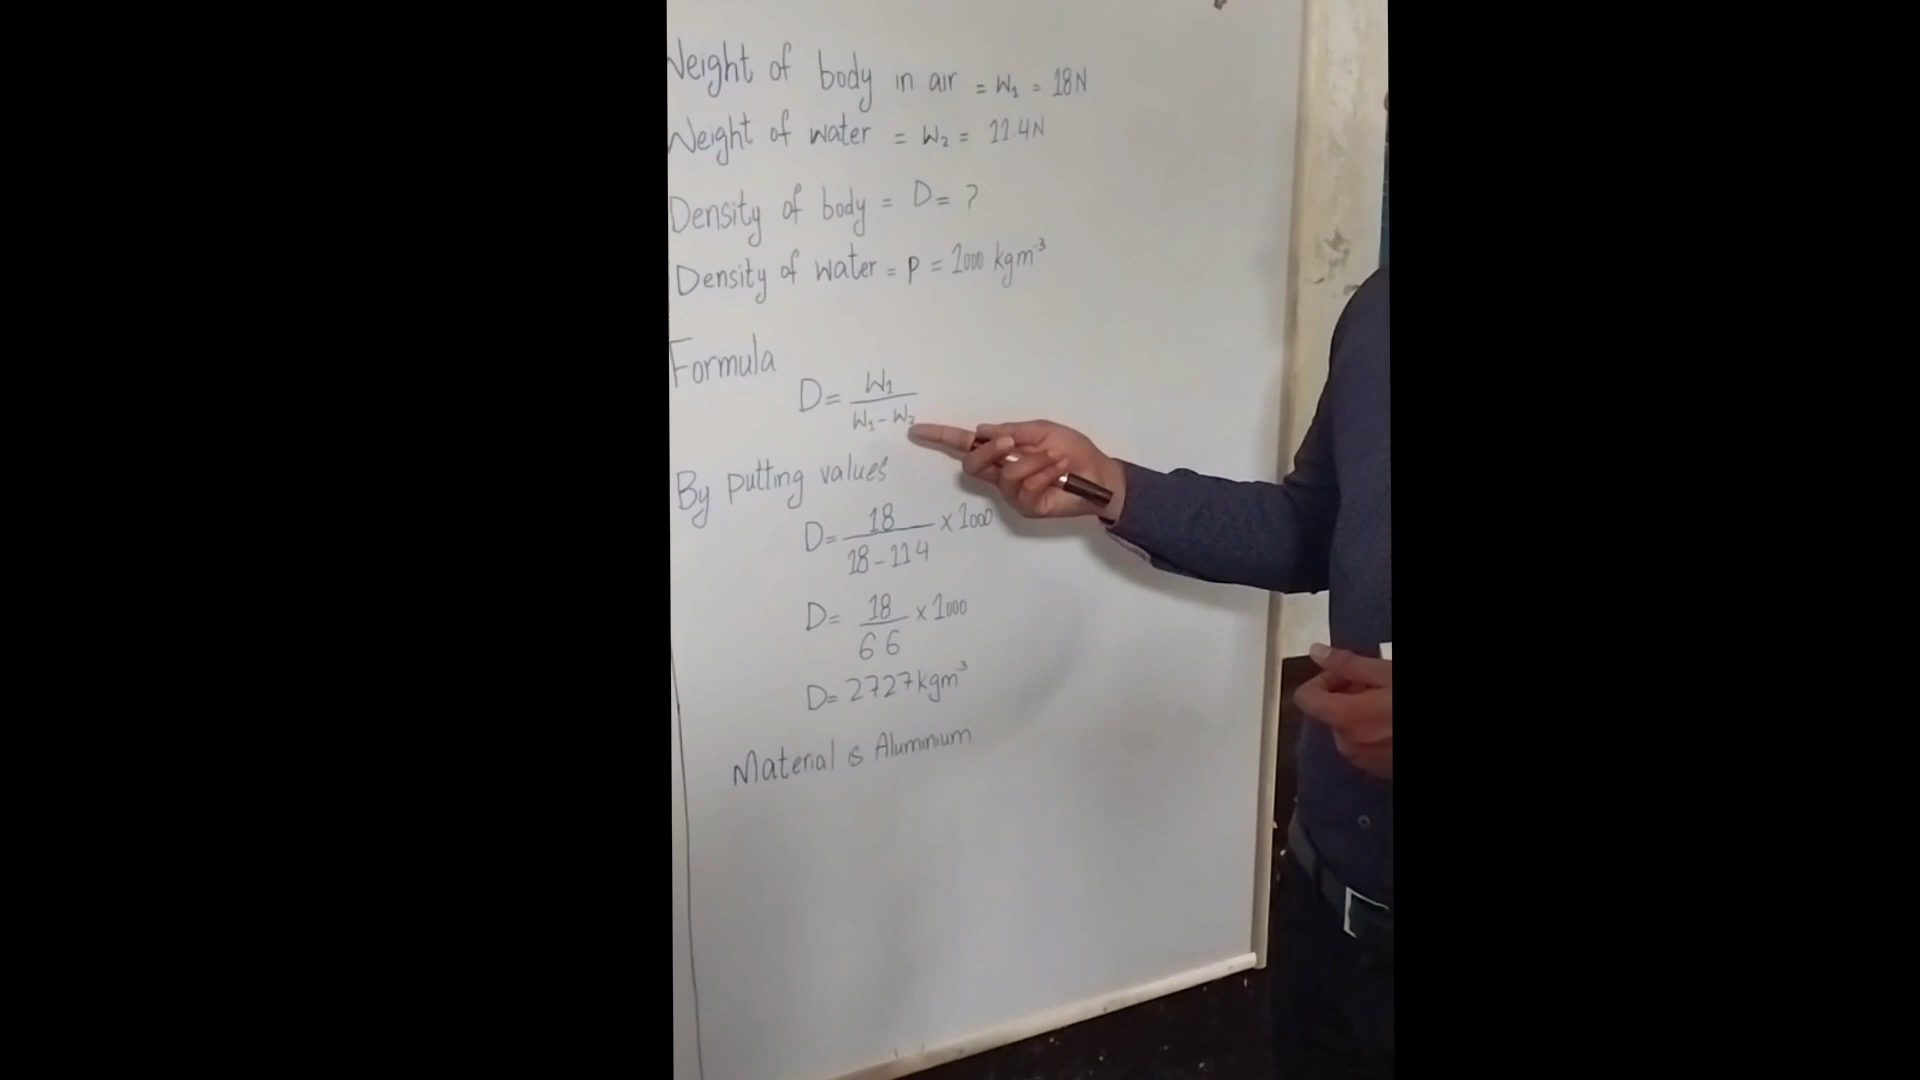 Weight of body in air = W₁ = 18N
Weight of water = W₂ = 11.4N
Density of body = D = ?
Density of water = ρ = 1000 kgm⁻³
Formula
D = W₁ / W₁ - W₂
By putting values
D = 18 / 18 - 11.4 × 1000
D = 18 / 6.6 × 1000
D = 2727 kgm⁻³
Material is Aluminium